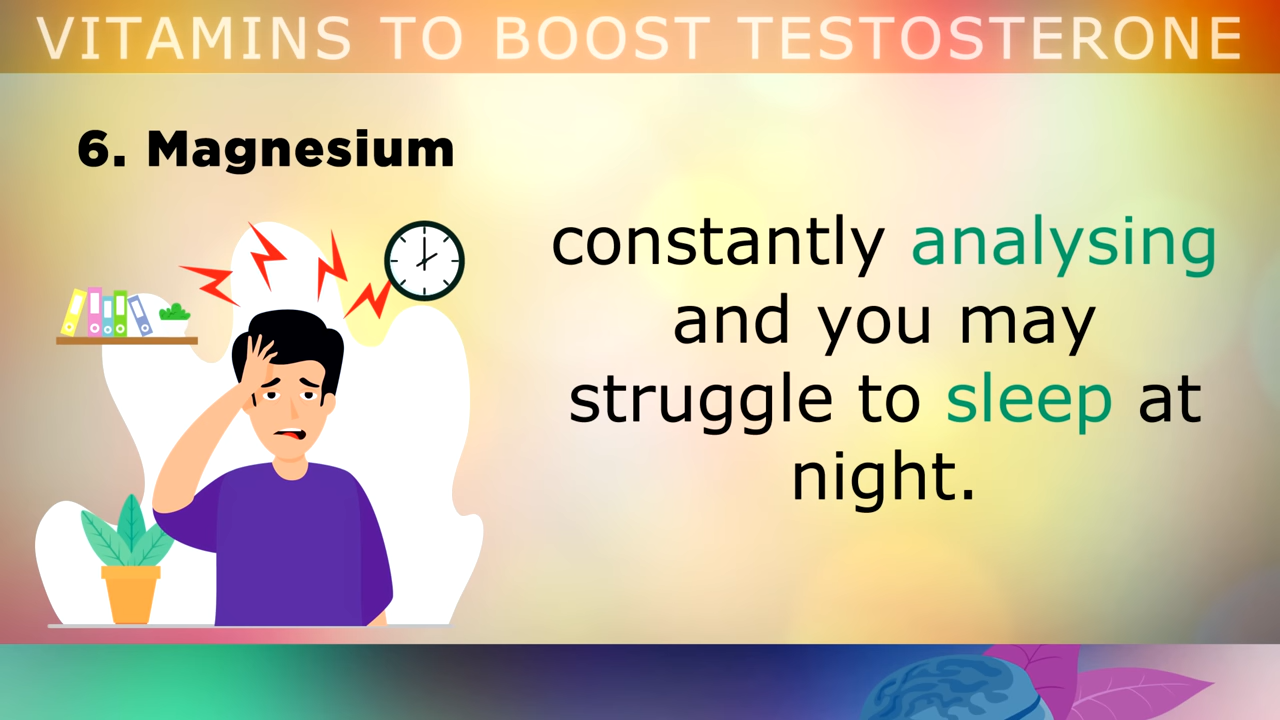 VITAMINS TO BOOST TESTOSTERONE
6. Magnesium
constantly analysing
and you may
struggle to sleep at
night.